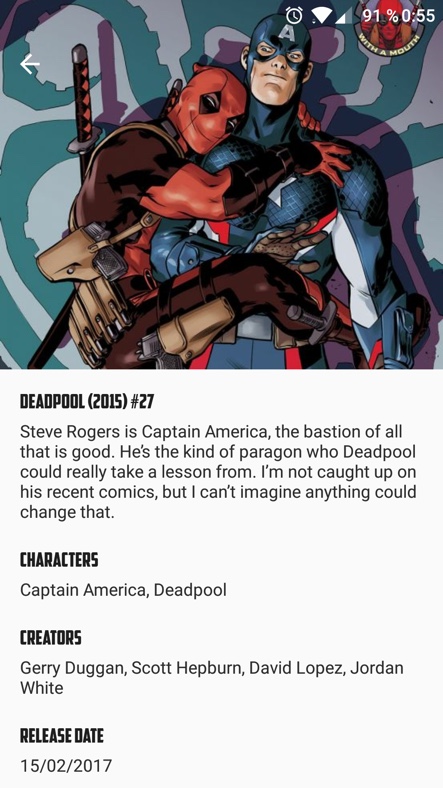 91 % 0:55
A
WITH A MOUTH
DEADPOOL (2015) #27
Steve Rogers is Captain America, the bastion of all
that is good. He’s the kind of paragon who Deadpool
could really take a lesson from. I’m not caught up on
his recent comics, but I can’t imagine anything could
change that.
CHARACTERS
Captain America, Deadpool
CREATORS
Gerry Duggan, Scott Hepburn, David Lopez, Jordan
White
RELEASE DATE
15/02/2017